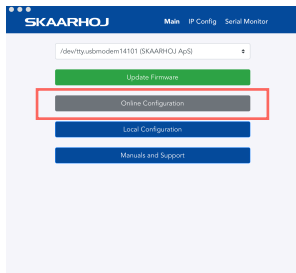 SKAARHOJ Main IP Config Serial Monitor
/dev/tty.usbmodem14101 (SKAARHOJ ApS)
Update Firmware
Online Configuration
Local Configuration
Manuals and Support